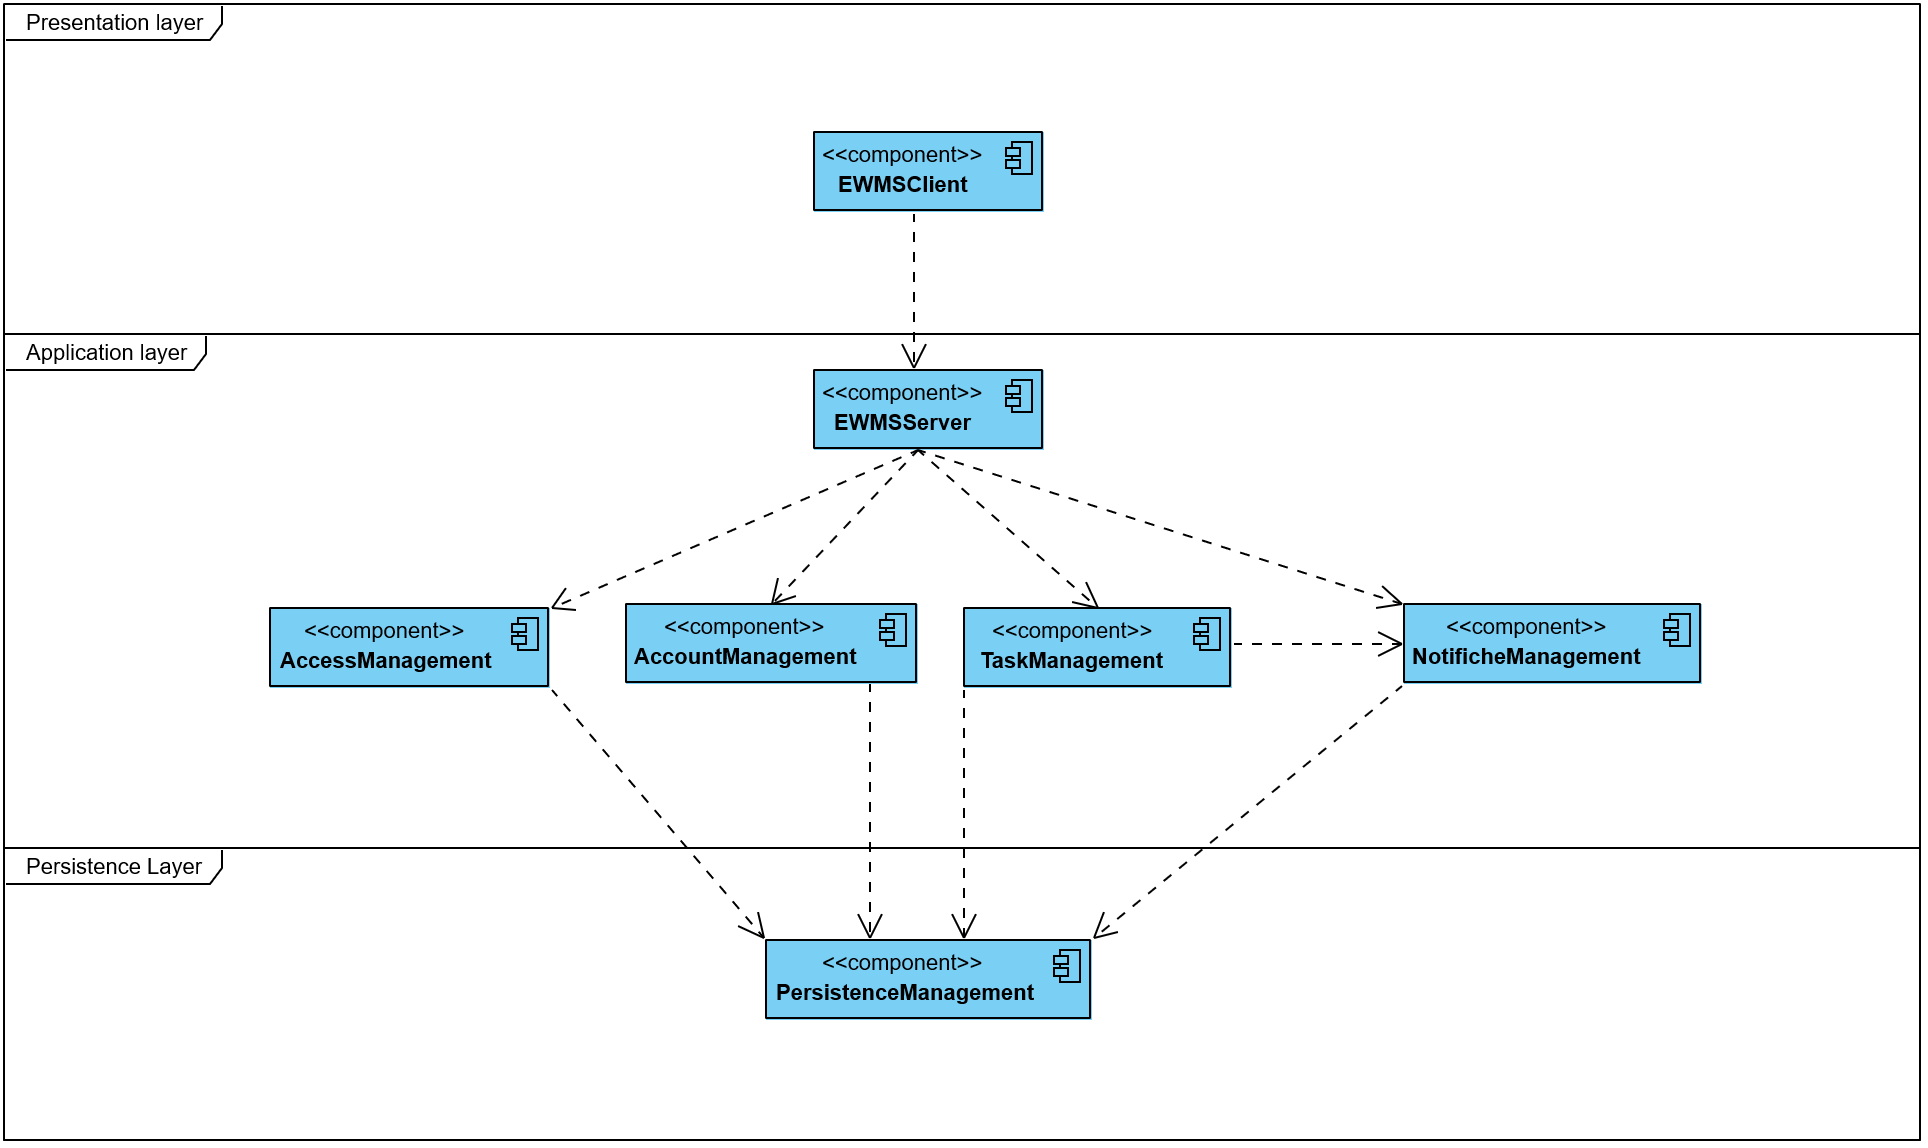 Presentation layer
<<component>>
EWMSClient
Application layer
<<component>>
EWMSServer
<<component>>
AccessManagement
<<component>>
AccountManagement
<<component>>
TaskManagement
<<component>>
NotificheManagement
Persistence Layer
<<component>>
PersistenceManagement